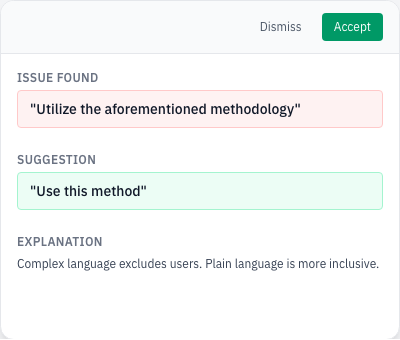 Dismiss Accept
ISSUE FOUND
"Utilize the aforementioned methodology"
SUGGESTION
"Use this method"
EXPLANATION
Complex language excludes users. Plain language is more inclusive.